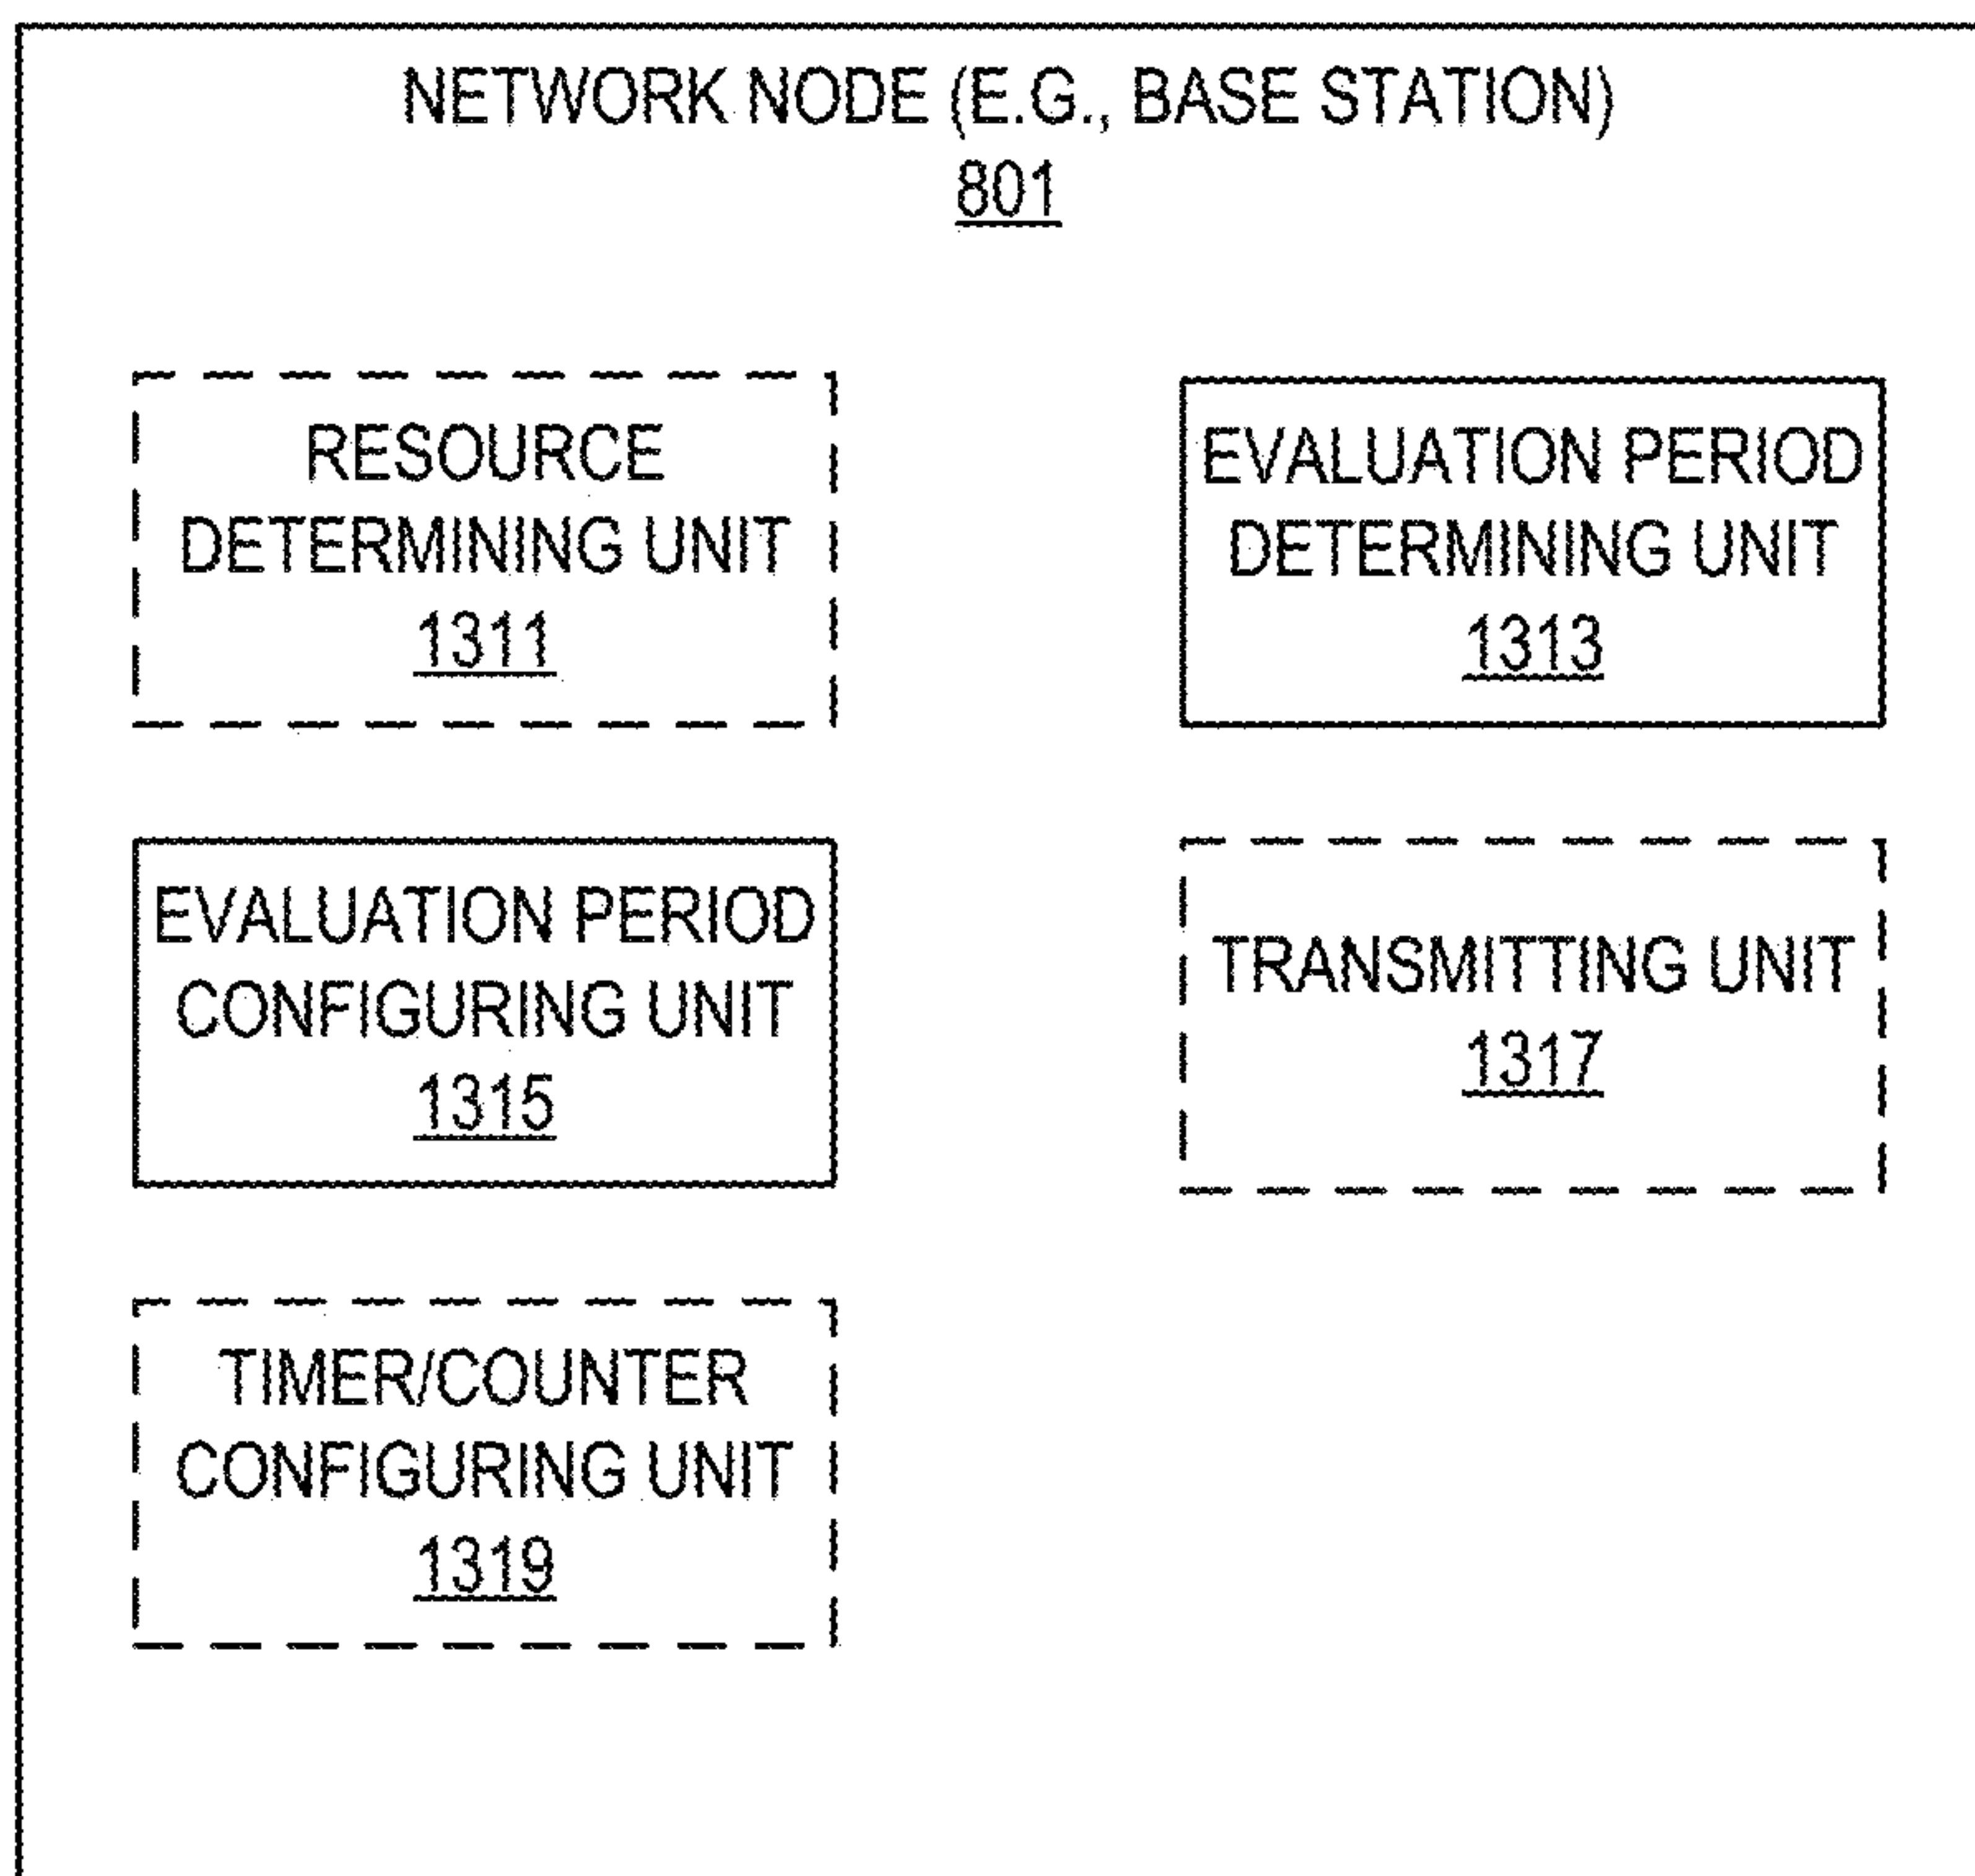 NETWORK NODE (E.G., BASE STATION)
801
RESOURCE
DETERMINING UNIT
1311
EVALUATION PERIOD
DETERMINING UNIT
1313
EVALUATION PERIOD
CONFIGURING UNIT
1315
TRANSMITTING UNIT
1317
TIMER/COUNTER
CONFIGURING UNIT
1319